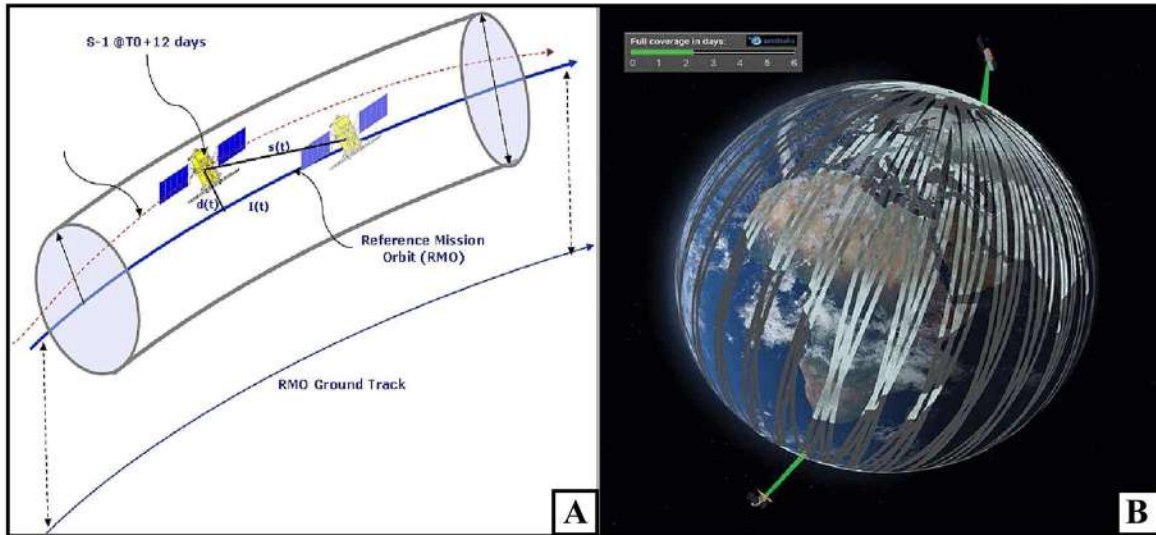 S-1 @T0+12 days
s(t)
d(t)
l(t)
Reference Mission
Orbit (RMO)
RMO Ground Track
A
Full coverage in days:
0 1 2 3 4 5 6
B